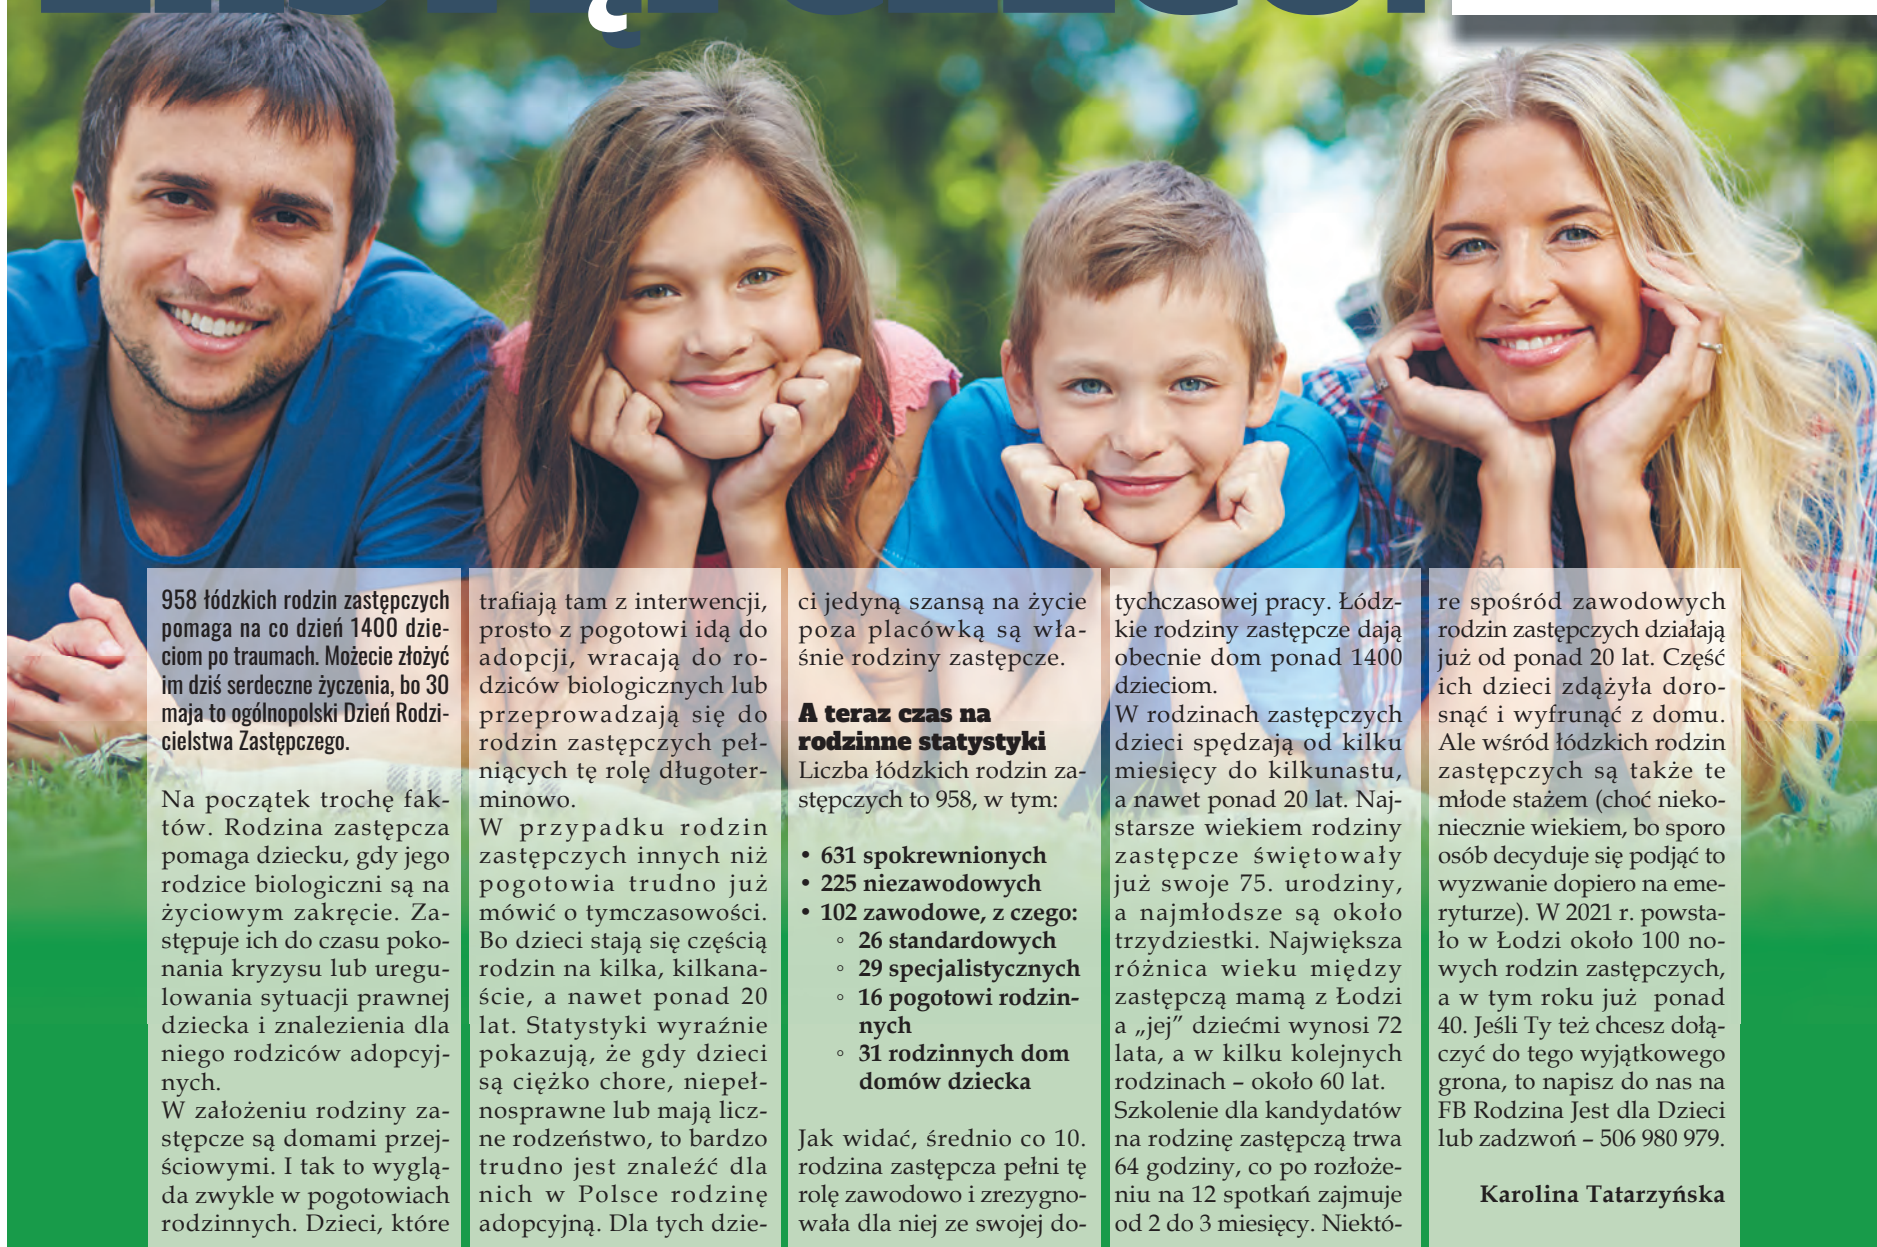 958 łódzkich rodzin zastępczych
pomaga na co dzień 1400 dzie-
ciom po traumach. Możecie złożyć
im dziś serdeczne życzenia, bo 30
maja to ogólnopolski Dzień Rodzi-
cielstwa Zastępczego.
Na początek trochę fak-
tów. Rodzina zastępcza
pomaga dziecku, gdy jego
rodzice biologiczni są na
życiowym zakręcie. Za-
stępuje ich do czasu poko-
nania kryzysu lub uregu-
lowania sytuacji prawnej
dziecka i znalezienia dla
niego rodziców adopcyj-
nych.
W założeniu rodziny za-
stępcze są domami przej-
ściowymi. I tak to wyglą-
da zwykle w pogotowiach
rodzinnych. Dzieci, które
trafiają tam z interwencji,
prosto z pogotowi idą do
adopcji, wracają do ro-
dziców biologicznych lub
przeprowadzają się do
rodzin zastępczych peł-
niących tę rolę długoter-
minowo.
W przypadku rodzin
zastępczych innych niż
pogotowia trudno już
mówić o tymczasowości.
Bo dzieci stają się częścią
rodzin na kilka, kilkana-
ście, a nawet ponad 20
lat. Statystyki wyraźnie
pokazują, że gdy dzieci
są ciężko chore, niepeł-
nosprawne lub mają licz-
ne rodzeństwo, to bardzo
trudno jest znaleźć dla
nich w Polsce rodzinę
adopcyjną. Dla tych dzie-
ci jedyną szansą na życie
poza placówką są wła-
śnie rodziny zastępcze.
A teraz czas na
rodzinne statystyki
Liczba łódzkich rodzin za-
stępczych to 958, w tym:
• 631 spokrewnionych
• 225 niezawodowych
• 102 zawodowe, z czego:
◦ 26 standardowych
◦ 29 specjalistycznych
◦ 16 pogotowi rodzin-
nych
◦ 31 rodzinnych dom
domów dziecka
Jak widać, średnio co 10.
rodzina zastępcza pełni tę
rolę zawodowo i zrezygno-
wała dla niej ze swojej do-
tychczasowej pracy. Łódz-
kie rodziny zastępcze dają
obecnie dom ponad 1400
dzieciom.
W rodzinach zastępczych
dzieci spędzają od kilku
miesięcy do kilkunastu,
a nawet ponad 20 lat. Naj-
starsze wiekiem rodziny
zastępcze świętowały
już swoje 75. urodziny,
a najmłodsze są około
trzydziestki. Największa
różnica wieku między
zastępczą mamą z Łodzi
a „jej” dziećmi wynosi 72
lata, a w kilku kolejnych
rodzinach – około 60 lat.
Szkolenie dla kandydatów
na rodzinę zastępczą trwa
64 godziny, co po rozłoże-
niu na 12 spotkań zajmuje
od 2 do 3 miesięcy. Niektó-
re spośród zawodowych
rodzin zastępczych działają
już od ponad 20 lat. Część
ich dzieci zdążyła doro-
snąć i wyfrunąć z domu.
Ale wśród łódzkich rodzin
zastępczych są także te
młode stażem (choć nieko-
niecznie wiekiem, bo sporo
osób decyduje się podjąć to
wyzwanie dopiero na eme-
ryturze). W 2021 r. powsta-
ło w Łodzi około 100 no-
wych rodzin zastępczych,
a w tym roku już ponad
40. Jeśli Ty też chcesz dołą-
czyć do tego wyjątkowego
grona, to napisz do nas na
FB Rodzina Jest dla Dzieci
lub zadzwoń – 506 980 979.
Karolina Tatarzyńska